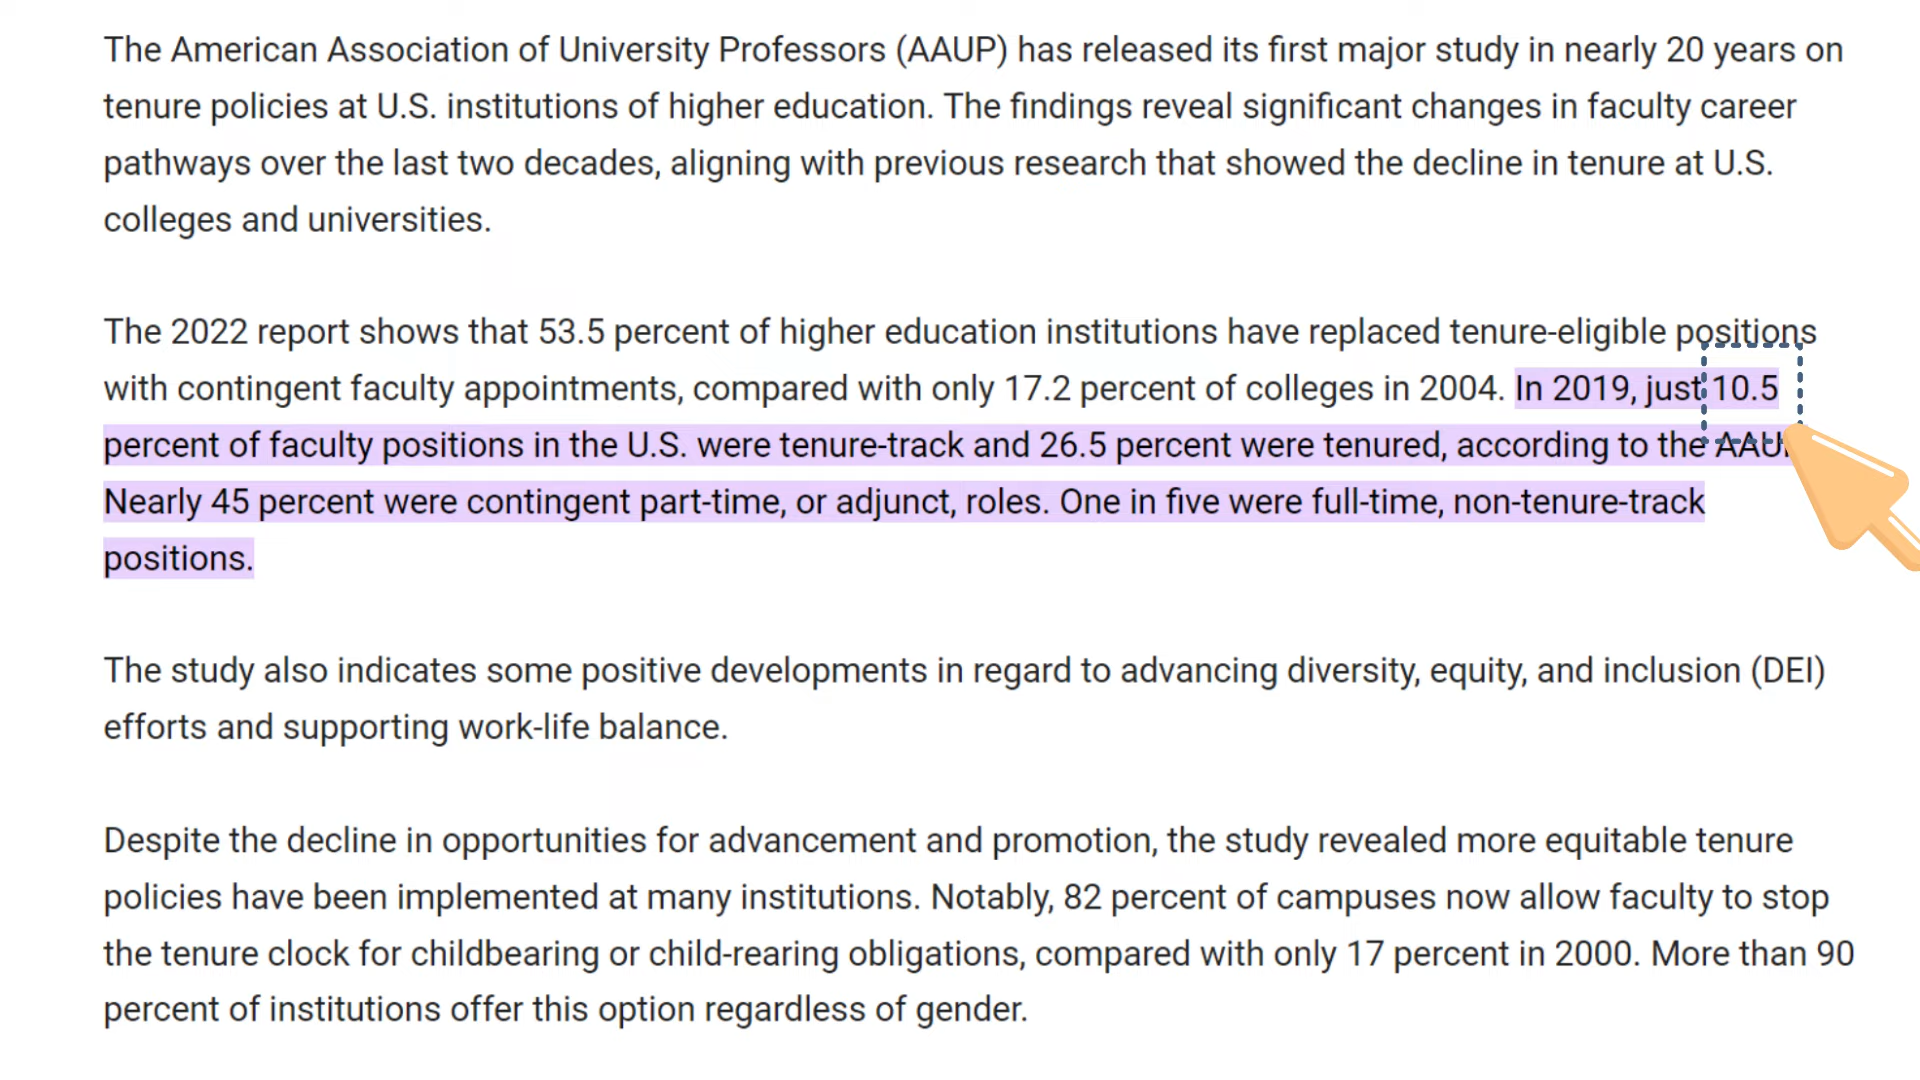 The American Association of University Professors (AAUP) has released its first major study in nearly 20 years on
tenure policies at U.S. institutions of higher education. The findings reveal significant changes in faculty career
pathways over the last two decades, aligning with previous research that showed the decline in tenure at U.S.
colleges and universities.
The 2022 report shows that 53.5 percent of higher education institutions have replaced tenure-eligible positions
with contingent faculty appointments, compared with only 17.2 percent of colleges in 2004. In 2019, just 10.5
percent of faculty positions in the U.S. were tenure-track and 26.5 percent were tenured, according to the
Nearly 45 percent were contingent part-time, or adjunct, roles. One in five were full-time, non-tenure-track
positions.
The study also indicates some positive developments in regard to advancing diversity, equity, and inclusion (DEI)
efforts and supporting work-life balance.
Despite the decline in opportunities for advancement and promotion, the study revealed more equitable tenure
policies have been implemented at many institutions. Notably, 82 percent of campuses now allow faculty to stop
the tenure clock for childbearing or child-rearing obligations, compared with only 17 percent in 2000. More than 90
percent of institutions offer this option regardless of gender.